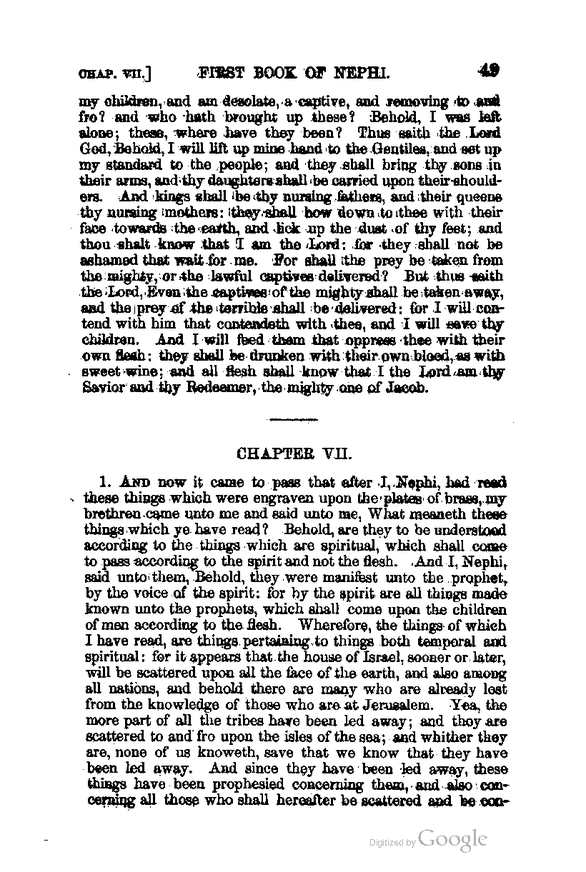 CHAP. VII.] FIRST BOOK OF NEPHI. 49
my children, and am desolate, a captive, and removing to and
fro? and who hath brought up these? Behold, I was left
alone; these, where have they been? Thus saith the Lord
God, Behold, I will lift up mine hand to the Gentiles, and set up
my standard to the people; and they shall bring thy sons in
their arms, and thy daughters shall be carried upon their should-
ers. And kings shall be thy nursing fathers, and their queens
thy nursing mothers: they shall bow down to thee with their
face towards the earth, and lick up the dust of thy feet; and
thou shalt know that I am the Lord: for they shall not be
ashamed that wait for me. For shall the prey be taken from
the mighty, or the lawful captives delivered? But thus saith
the Lord, Even the captives of the mighty shall be taken away,
and the prey of the terrible shall be delivered: for I will con-
tend with him that contendeth with thee, and I will save thy
children. And I will feed them that oppress thee with their
own flesh: they shall be drunken with their own blood, as with
sweet wine; and all flesh shall know that I the Lord am thy
Savior and thy Redeemer, the mighty one of Jacob.
CHAPTER VII.
1. AND now it came to pass that after I, Nephi, had read
these things which were engraven upon the plates of brass, my
brethren came unto me and said unto me, What meaneth these
things which ye have read? Behold, are they to be understood
according to the things which are spiritual, which shall come
to pass according to the spirit and not the flesh. And I, Nephi,
said unto them, Behold, they were manifest unto the prophet,
by the voice of the spirit: for by the spirit are all things made
known unto the prophets, which shall come upon the children
of men according to the flesh. Wherefore, the things of which
I have read, are things pertaining to things both temporal and
spiritual: for it appears that the house of Israel, sooner or later,
will be scattered upon all the face of the earth, and also among
all nations, and behold there are many who are already lost
from the knowledge of those who are at Jerusalem. Yea, the
more part of all the tribes have been led away; and they are
scattered to and fro upon the isles of the sea; and whither they
are, none of us knoweth, save that we know that they have
been led away. And since they have been led away, these
things have been prophesied concerning them, and also con-
cerning all those who shall hereafter be scattered and be con-
Digitized by Google